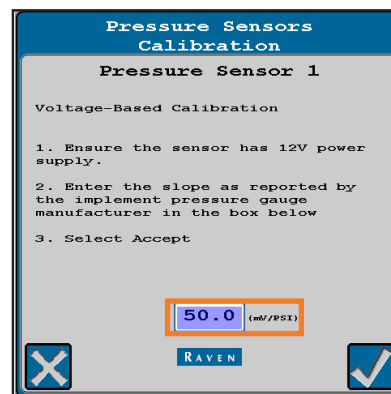 Pressure Sensors
Calibration
Pressure Sensor 1
Voltage-Based Calibration
1. Ensure the sensor has 12V power
supply.
2. Enter the slope as reported by
the implement pressure gauge
manufacturer in the box below
3. Select Accept
50.0 (mV/PSI)
RAVEN